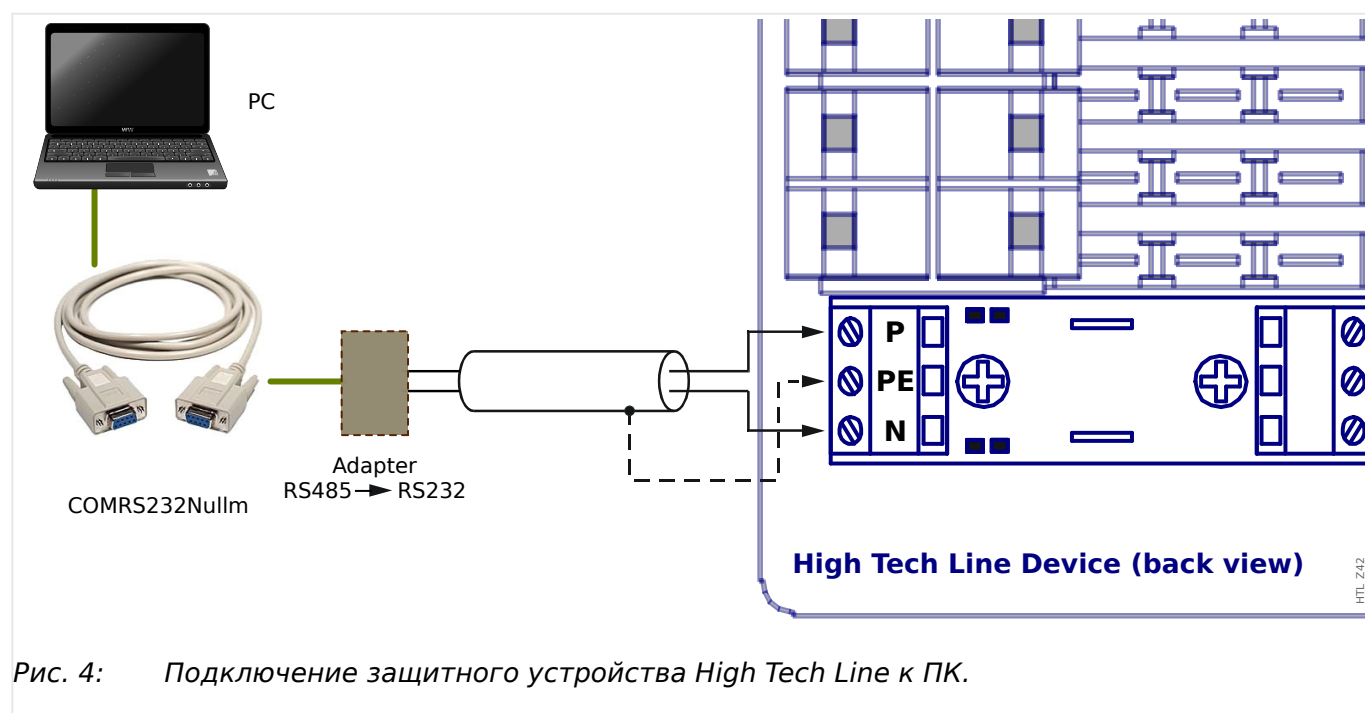 PC
P
PE
N
Adapter
RS485 RS232
COMRS232Nullm
High Tech Line Device (back view)
HTL Z42
Рис. 4: Подключение защитного устройства High Tech Line к ПК.